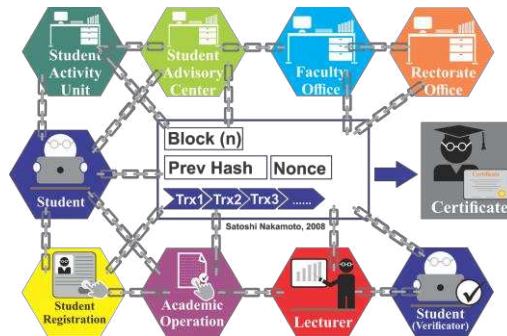 Student
Activity
Unit
Student
Advisory
Center
Faculty
Office
Rectorate
Office
Block (n)
Prev Hash
Nonce
Trx1
Trx2
Trx3
......
Satoshi Nakamoto, 2008
Student
Certificate
Certificate
Student
Registration
Academic
Operation
Lecturer
Student
(Verificator)